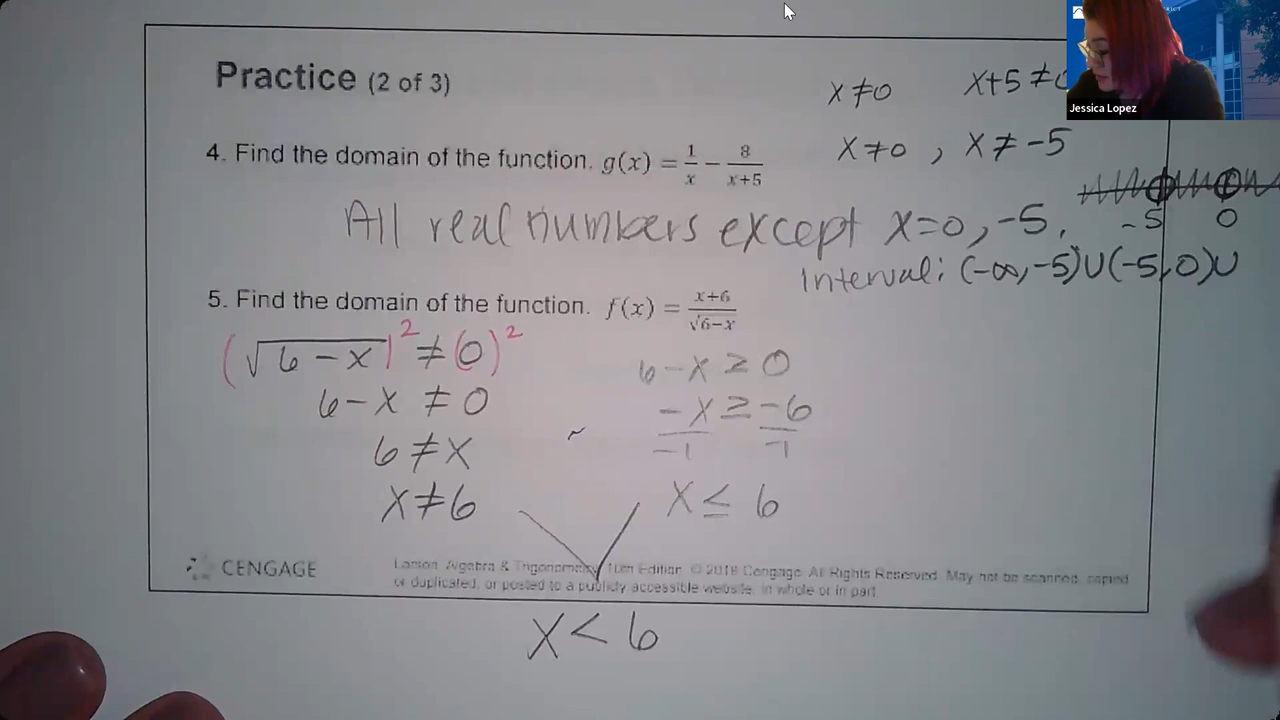 Jessica Lopez
Practice (2 of 3)
x≠0 x+5≠0
x≠0 , x≠-5
4. Find the domain of the function. g(x) = 1/x − 8/(x+5)
-5 0
All real numbers except x=0, -5.
Interval: (-∞,-5)∪(-5,0)∪
5. Find the domain of the function. f(x) = (x+6)/√(6−x)
(√(6-x))² ≠ (0)²
6-x ≠ 0
6≠x
x≠6
6-x ≥ 0
-x ≥ -6
-1 -1
x ≤ 6
CENGAGE
Larson, Algebra & Trigonometry, 10th Edition. © 2018 Cengage. All Rights Reserved. May not be scanned, copied
or duplicated, or posted to a publicly accessible website, in whole or in part.
x < 6